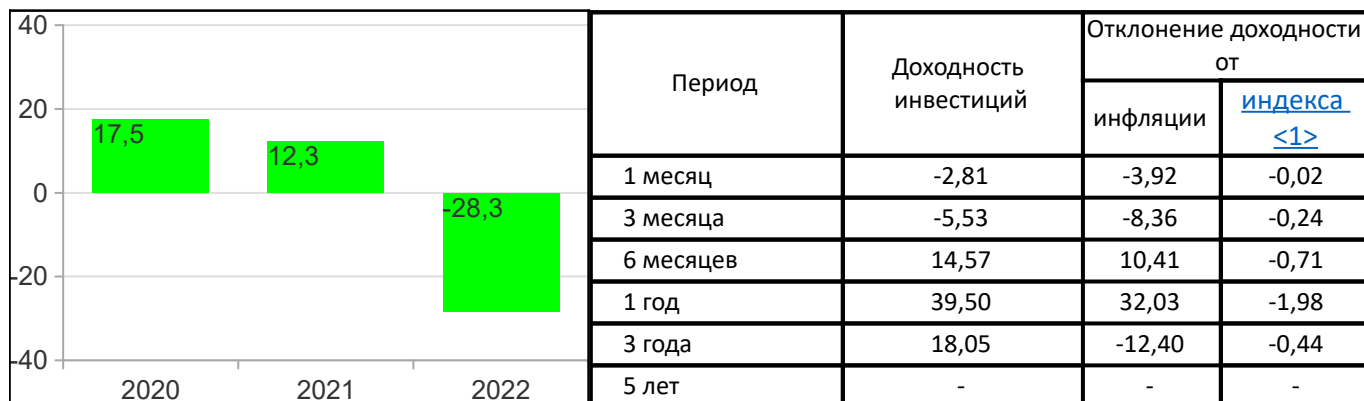 40
20
0
-20
-40
17,5
12,3
-28,3
2020 2021 2022
Период Доходность инвестиций Отклонение доходности от
инфляции индекса <1>
1 месяц -2,81 -3,92 -0,02
3 месяца -5,53 -8,36 -0,24
6 месяцев 14,57 10,41 -0,71
1 год 39,50 32,03 -1,98
3 года 18,05 -12,40 -0,44
5 лет - - -